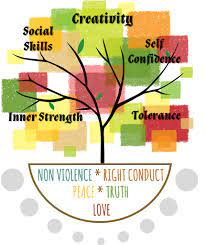 Creativity
Social
Skills
Self
Confidence
Inner Strength
Tolerance
NON VIOLENCE * RIGHT CONDUCT
PEACE * TRUTH
LOVE